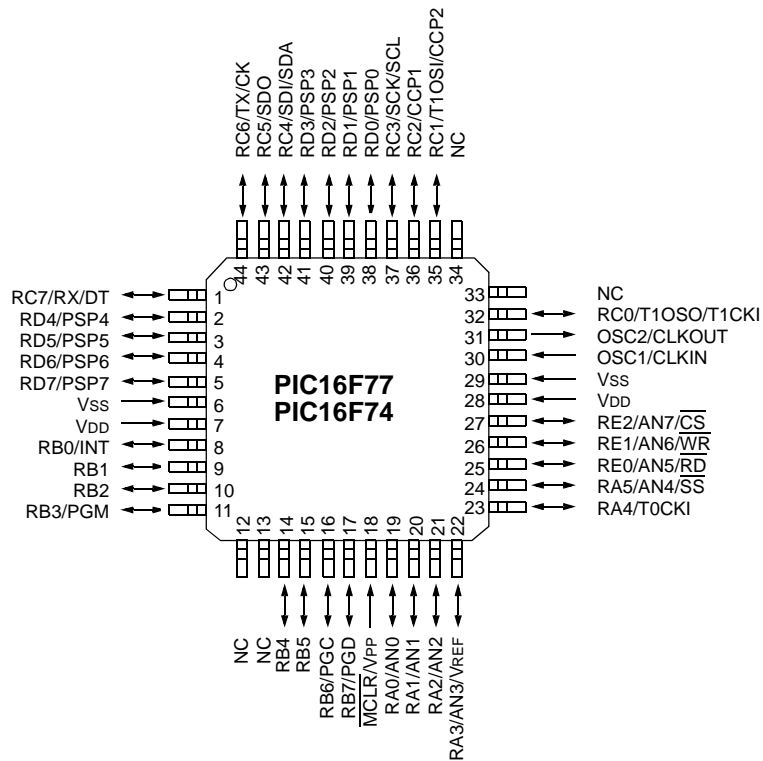 RC6/TX/CK
RC5/SDO
RC4/SDI/SDA
RD3/PSP3
RD2/PSP2
RD1/PSP1
RD0/PSP0
RC3/SCK/SCL
RC2/CCP1
RC1/T1OSI/CCP2
NC
44
43
42
41
40
39
38
37
36
35
34
RC7/RX/DT 1
RD4/PSP4 2
RD5/PSP5 3
RD6/PSP6 4
RD7/PSP7 5
VSS 6
VDD 7
RB0/INT 8
RB1 9
RB2 10
RB3/PGM 11
PIC16F77
PIC16F74
33 NC
32 RC0/T1OSO/T1CKI
31 OSC2/CLKOUT
30 OSC1/CLKIN
29 VSS
28 VDD
27 RE2/AN7/CS
26 RE1/AN6/WR
25 RE0/AN5/RD
24 RA5/AN4/SS
23 RA4/T0CKI
12
13
14
15
16
17
18
19
20
21
22
NC
NC
RB4
RB5
RB6/PGC
RB7/PGD
MCLR/VPP
RA0/AN0
RA1/AN1
RA2/AN2
RA3/AN3/VREF